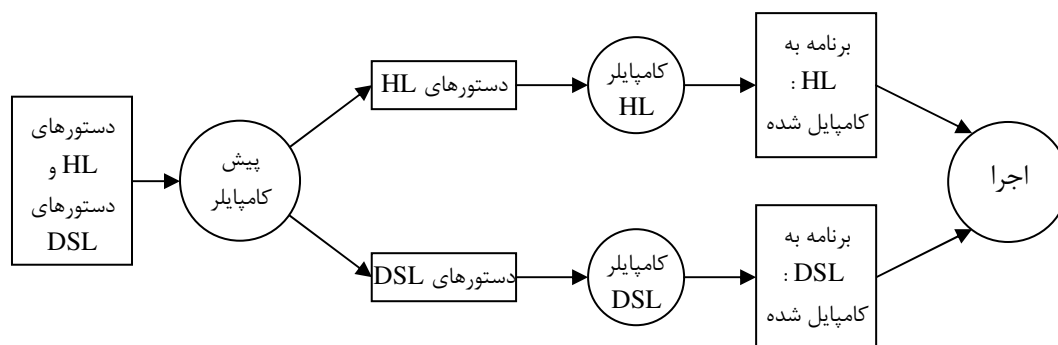 دستورهای
HL و
دستورهای
DSL
پیش
کامپایلر
دستورهای HL
کامپایلر
HL
برنامه به
HL :
کامپایل شده
دستورهای DSL
کامپایلر
DSL
برنامه به
DSL :
کامپایل شده
اجرا